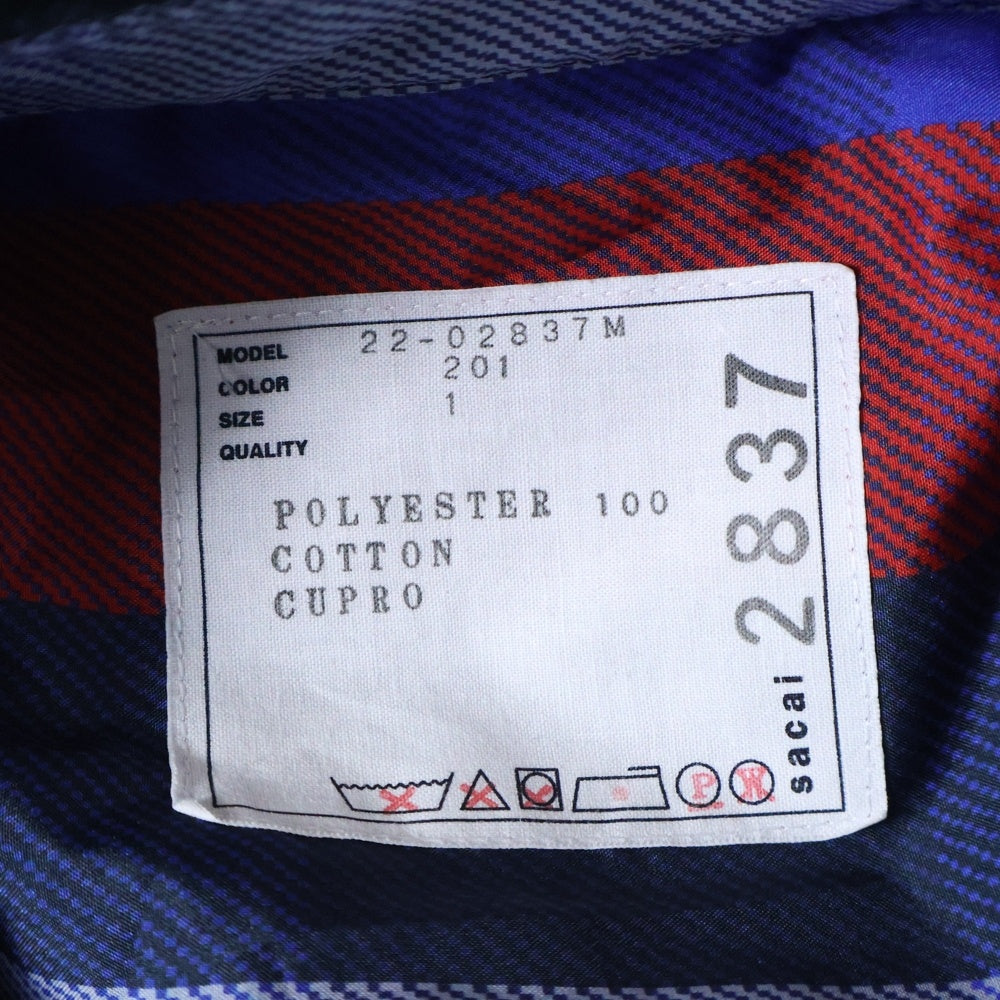 MODEL 22-02837M
COLOR 201
SIZE 1
QUALITY
POLYESTER 100
COTTON
CUPRO
P W
sacai 2837